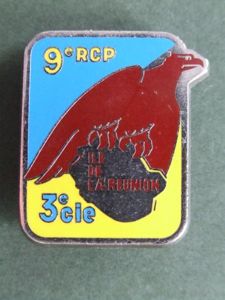 9e RCP
ILE
DE
LA REUNION
3e cie